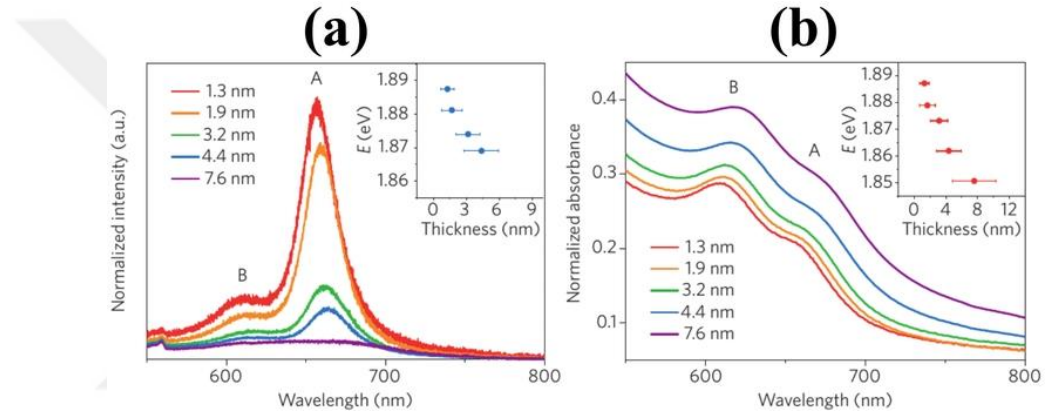 (a)
Normalized intensity (a.u.)
1.3 nm
1.9 nm
3.2 nm
4.4 nm
7.6 nm
A
B
E (eV)
1.89
1.88
1.87
1.86
0 3 6 9
Thickness (nm)
600 700 800
Wavelength (nm)
(b)
Normalized absorbance
0.4
0.3
0.2
0.1
B
A
1.3 nm
1.9 nm
3.2 nm
4.4 nm
7.6 nm
E (eV)
1.89
1.88
1.87
1.86
1.85
0 4 8 12
Thickness (nm)
600 700 800
Wavelength (nm)